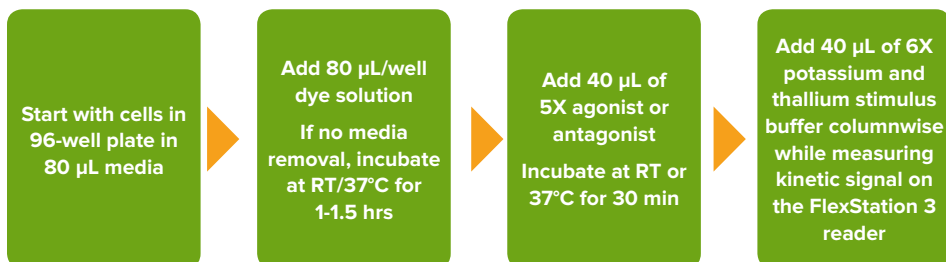 Start with cells in
96-well plate in
80 µL media
Add 80 µL/well
dye solution
If no media
removal, incubate
at RT/37°C for
1-1.5 hrs
Add 40 µL of
5X agonist or
antagonist
Incubate at RT or
37°C for 30 min
Add 40 µL of 6X
potassium and
thallium stimulus
buffer columnwise
while measuring
kinetic signal on
the FlexStation 3
reader